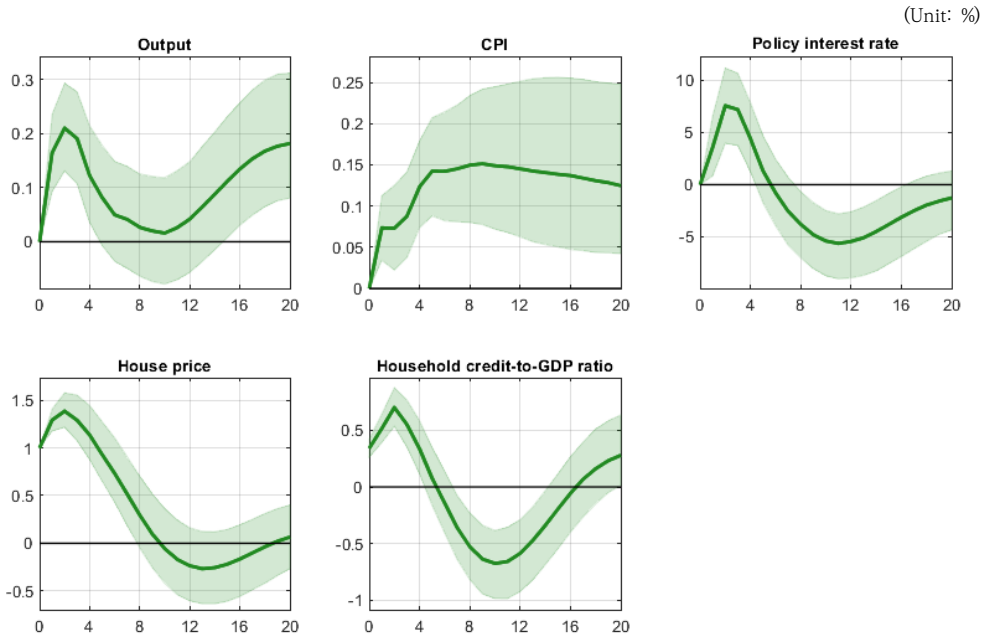 (Unit: %)
Output
0.3
0.2
0.1
0
0 4 8 12 16 20
CPI
0.25
0.2
0.15
0.1
0.05
0
0 4 8 12 16 20
Policy interest rate
10
5
0
-5
0 4 8 12 16 20
House price
1.5
1
0.5
0
-0.5
0 4 8 12 16 20
Household credit-to-GDP ratio
0.5
0
-0.5
-1
0 4 8 12 16 20